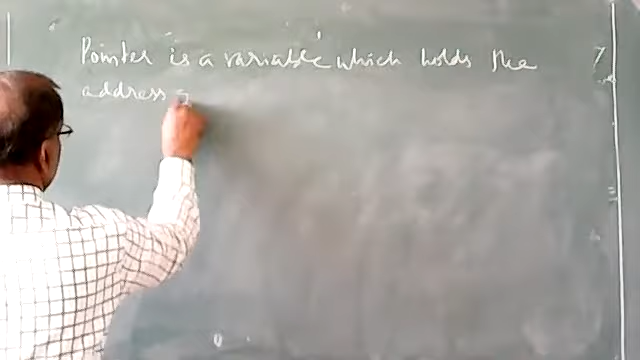 Pointer is a variable which holds the
address